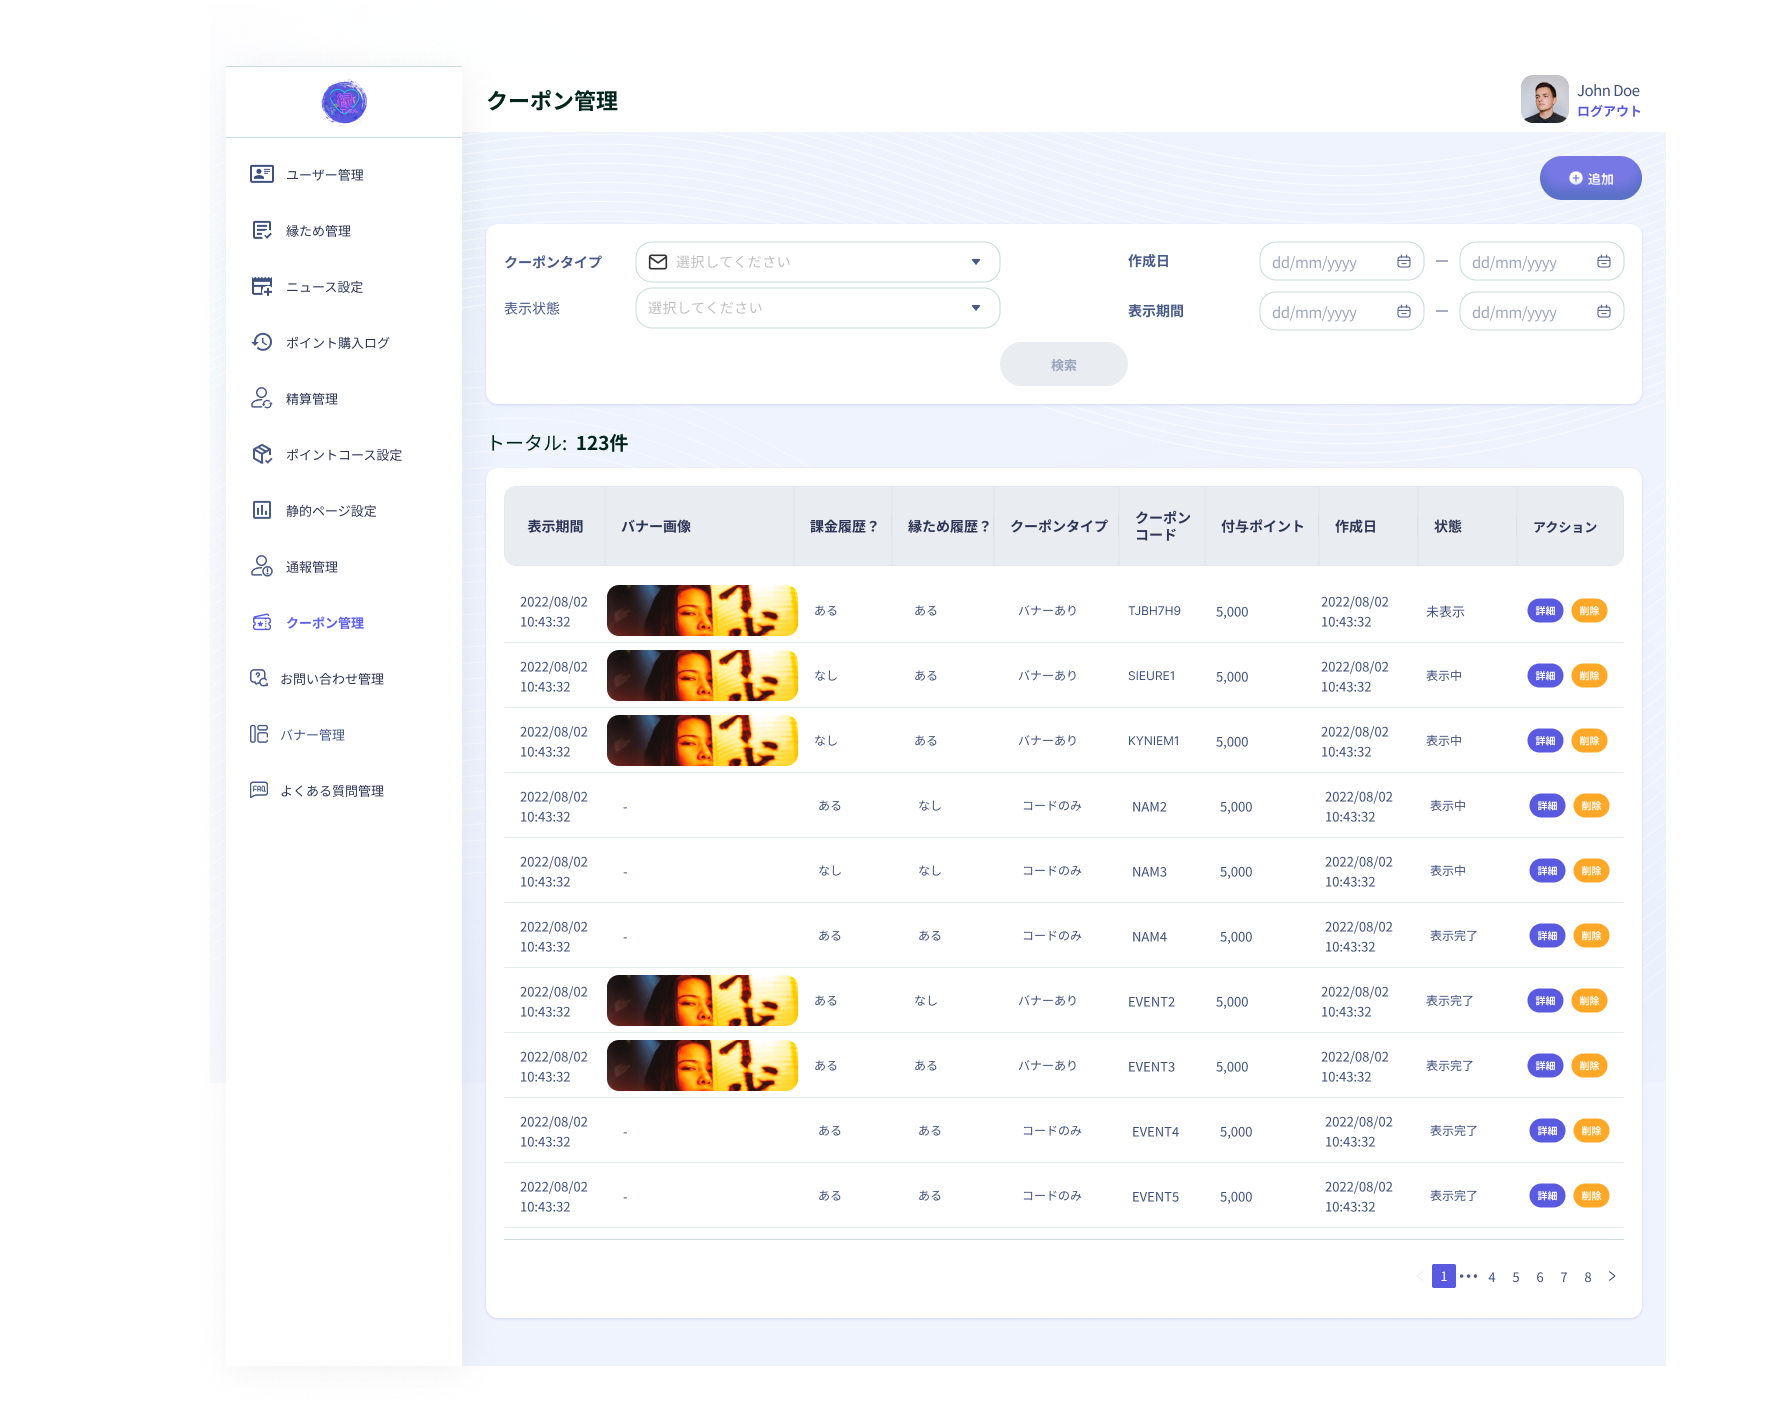 クーポン管理
John Doe
ログアウト
ユーザー管理
縁ため管理
ニュース設定
ポイント購入ログ
精算管理
ポイントコース設定
静的ページ設定
通報管理
クーポン管理
お問い合わせ管理
バナー管理
よくある質問管理
追加
クーポンタイプ 選択してください 作成日 dd/mm/yyyy — dd/mm/yyyy
表示状態 選択してください 表示期間 dd/mm/yyyy — dd/mm/yyyy
検索
トータル: 123件
表示期間 バナー画像 課金履歴？ 縁ため履歴？ クーポンタイプ クーポン
コード 付与ポイント 作成日 状態 アクション
2022/08/02
10:43:32 ある ある バナーあり TJBH7H9 5,000 2022/08/02
10:43:32 未表示 詳細 削除
2022/08/02
10:43:32 なし ある バナーあり SIEURE1 5,000 2022/08/02
10:43:32 表示中 詳細 削除
2022/08/02
10:43:32 なし ある バナーあり KYNIEM1 5,000 2022/08/02
10:43:32 表示中 詳細 削除
2022/08/02
10:43:32 - ある なし コードのみ NAM2 5,000 2022/08/02
10:43:32 表示中 詳細 削除
2022/08/02
10:43:32 - なし なし コードのみ NAM3 5,000 2022/08/02
10:43:32 表示中 詳細 削除
2022/08/02
10:43:32 - ある ある コードのみ NAM4 5,000 2022/08/02
10:43:32 表示完了 詳細 削除
2022/08/02
10:43:32 ある なし バナーあり EVENT2 5,000 2022/08/02
10:43:32 表示完了 詳細 削除
2022/08/02
10:43:32 ある ある バナーあり EVENT3 5,000 2022/08/02
10:43:32 表示完了 詳細 削除
2022/08/02
10:43:32 - ある ある コードのみ EVENT4 5,000 2022/08/02
10:43:32 表示完了 詳細 削除
2022/08/02
10:43:32 - ある ある コードのみ EVENT5 5,000 2022/08/02
10:43:32 表示完了 詳細 削除
1 ••• 4 5 6 7 8